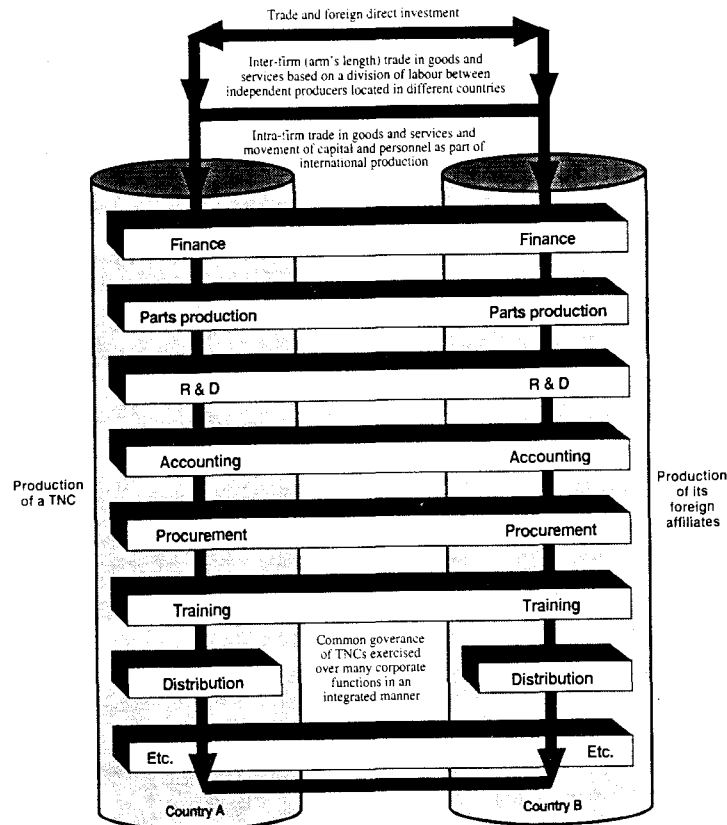 Trade and foreign direct investment
Inter-firm (arm's length) trade in goods and
services based on a division of labour between
independent producers located in different countries
Intra-firm trade in goods and services and
movement of capital and personnel as part of
international production
Finance Finance
Parts production Parts production
R & D R & D
Accounting Accounting
Production
of a TNC
Production
of its
foreign
affiliates
Procurement Procurement
Training Training
Common goverance
of TNCs exercised
over many corporate
functions in an
integrated manner
Distribution Distribution
Etc. Etc.
Country A Country B